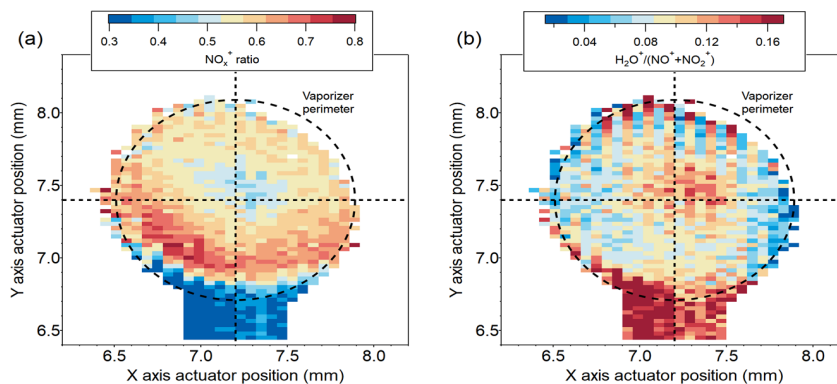 (a)
0.3 0.4 0.5 0.6 0.7 0.8
NOₓ⁺ ratio
Vaporizer
perimeter
Y axis actuator position (mm)
8.0
7.5
7.0
6.5
6.5 7.0 7.5 8.0
X axis actuator position (mm)
(b)
0.04 0.08 0.12 0.16
H₂O⁺/(NO⁺+NO₂⁺)
Vaporizer
perimeter
Y axis actuator position (mm)
8.0
7.5
7.0
6.5
6.5 7.0 7.5 8.0
X axis actuator position (mm)